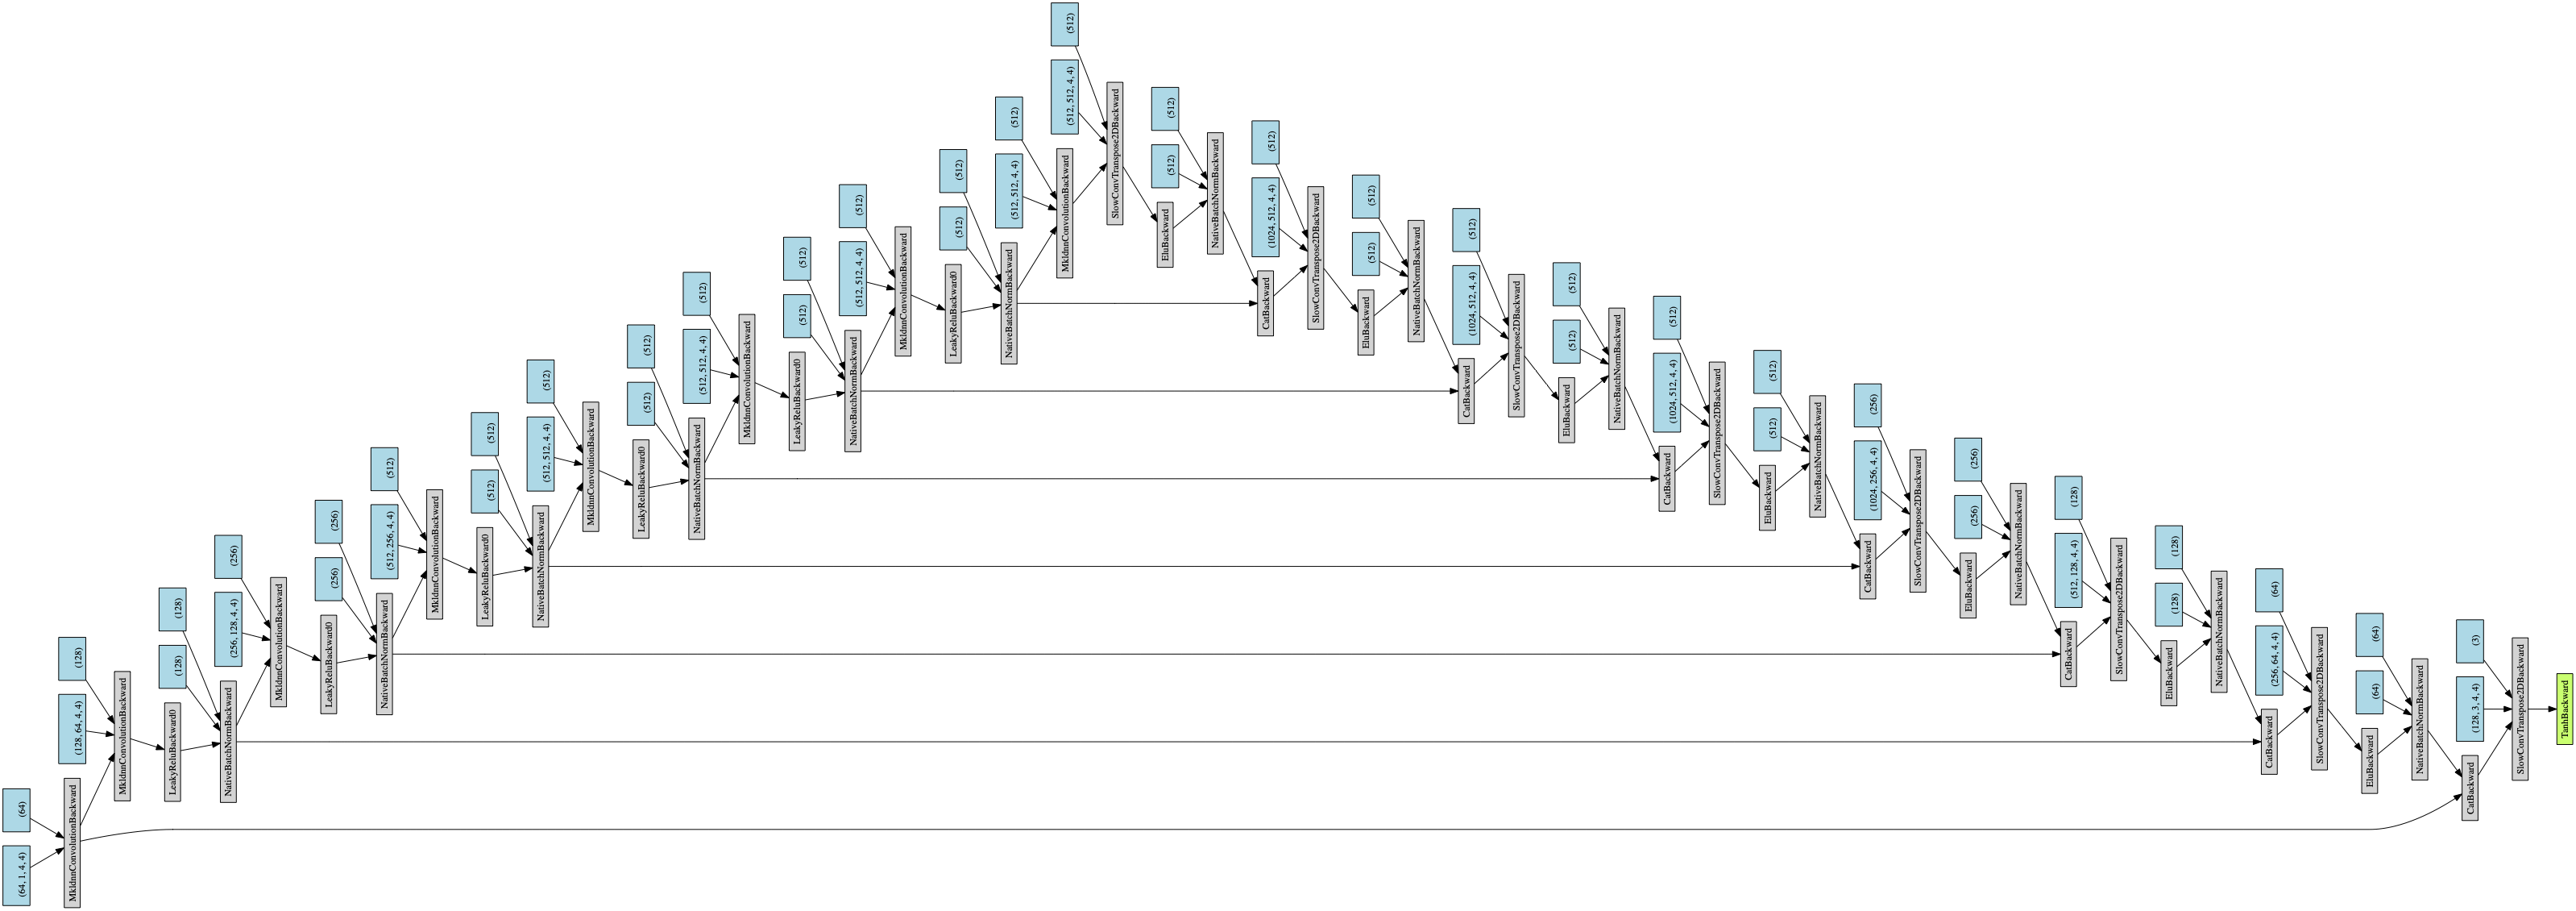 (64)
(64, 1, 4, 4)
(128)
(128, 64, 4, 4)
MkldnnConvolutionBackward
MkldnnConvolutionBackward
(128)
(128)
LeakyReluBackward0
(256)
(256, 128, 4, 4)
NativeBatchNormBackward
MkldnnConvolutionBackward
(256)
(256)
LeakyReluBackward0
(512)
(512, 256, 4, 4)
NativeBatchNormBackward
MkldnnConvolutionBackward
(512)
(512)
LeakyReluBackward0
(512)
(512, 512, 4, 4)
NativeBatchNormBackward
MkldnnConvolutionBackward
(512)
(512)
LeakyReluBackward0
(512)
(512, 512, 4, 4)
NativeBatchNormBackward
MkldnnConvolutionBackward
(512)
(512)
LeakyReluBackward0
(512)
(512, 512, 4, 4)
NativeBatchNormBackward
MkldnnConvolutionBackward
(512)
(512)
LeakyReluBackward0
(512)
(512, 512, 4, 4)
NativeBatchNormBackward
(512)
(512, 512, 4, 4)
MkldnnConvolutionBackward
SlowConvTranspose2DBackward
(512)
(512)
EluBackward
NativeBatchNormBackward
(512)
(1024, 512, 4, 4)
CatBackward
SlowConvTranspose2DBackward
(512)
(512)
EluBackward
NativeBatchNormBackward
(512)
(1024, 512, 4, 4)
CatBackward
SlowConvTranspose2DBackward
(512)
(512)
EluBackward
NativeBatchNormBackward
(512)
(1024, 512, 4, 4)
CatBackward
SlowConvTranspose2DBackward
(512)
(512)
EluBackward
NativeBatchNormBackward
(256)
(1024, 256, 4, 4)
CatBackward
SlowConvTranspose2DBackward
(256)
(256)
EluBackward
NativeBatchNormBackward
(128)
(512, 128, 4, 4)
CatBackward
SlowConvTranspose2DBackward
(128)
(128)
EluBackward
NativeBatchNormBackward
(64)
(256, 64, 4, 4)
CatBackward
SlowConvTranspose2DBackward
(64)
(64)
EluBackward
NativeBatchNormBackward
(3)
(128, 3, 4, 4)
CatBackward
SlowConvTranspose2DBackward
TanhBackward